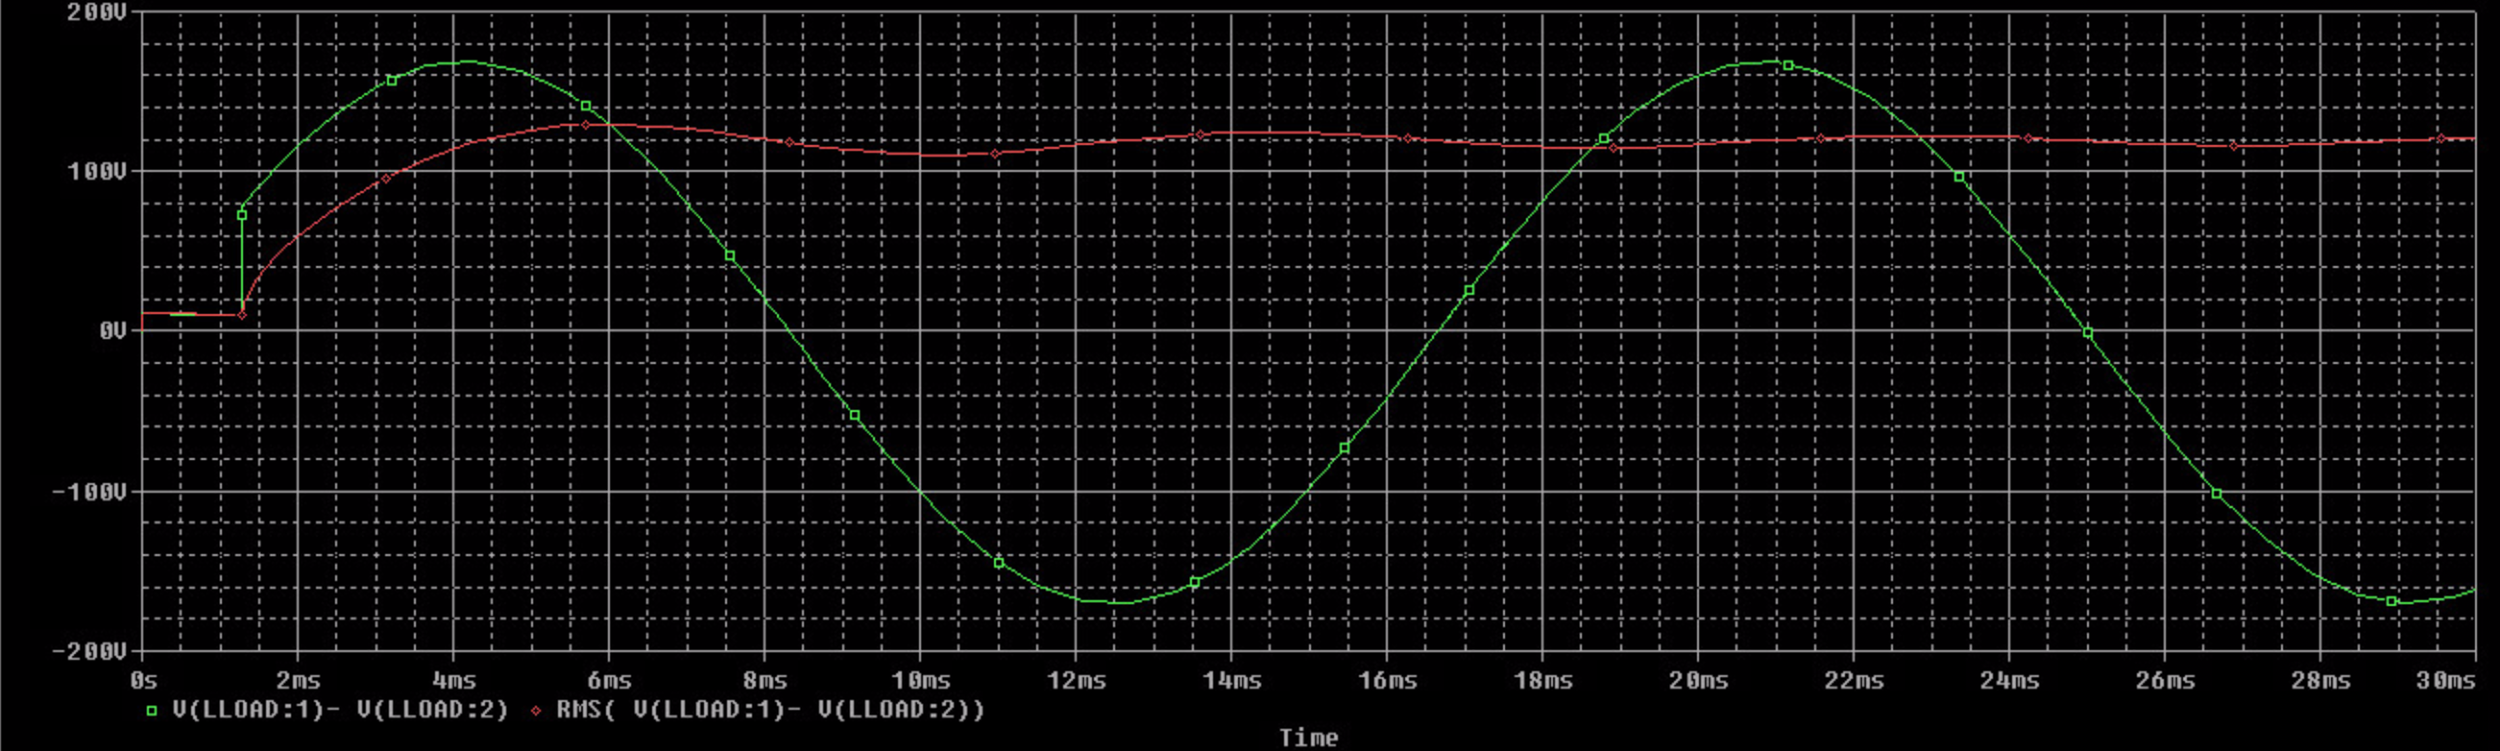 200V
100V
0V
-100V
-200V
0s 2ms 4ms 6ms 8ms 10ms 12ms 14ms 16ms 18ms 20ms 22ms 24ms 26ms 28ms 30ms
V(LLOAD:1)- V(LLOAD:2) RMS( V(LLOAD:1)- V(LLOAD:2))
Time